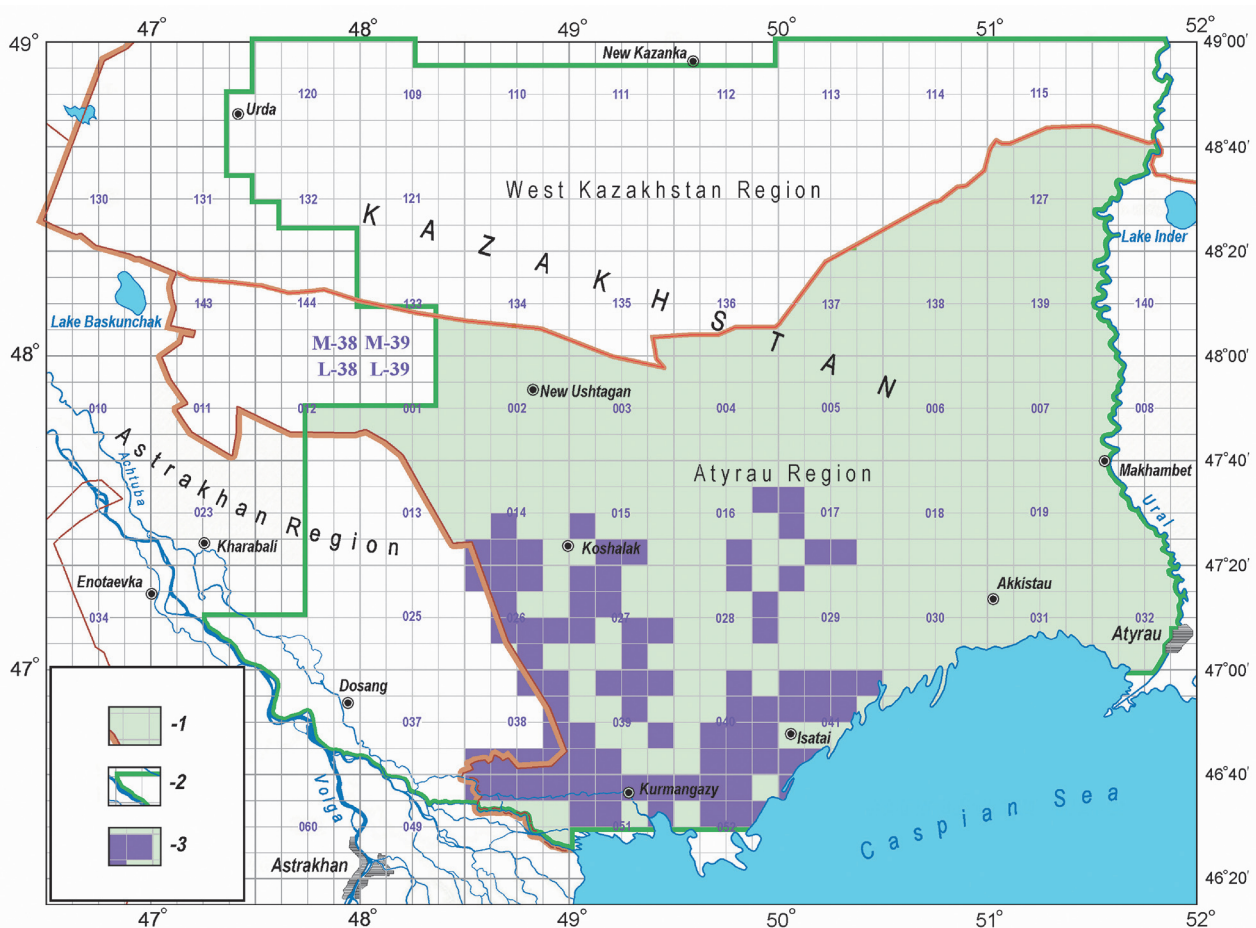 47° 48° 49° 50° 51° 52°
49° 49°00'
New Kazanka
120 109 110 111 112 113 114 115
Urda
48°40'
West Kazakhstan Region
130 131 132 121 127
KAZAKHSTAN
Lake Inder
48°20'
143 144 133 134 135 136 137 138 139 140
Lake Baskunchak
M-38 M-39
L-38 L-39
48° 48°00'
New Ushtagan
010 011 012 001 002 003 004 005 006 007 008
Astrakhan Region
Achtuba
Atyrau Region
Makhambet
47°40'
Ural
023 013 014 015 016 017 018 019
Kharabali
Koshalak
Enotaevka
Akkistau
47°20'
034 025 026 027 028 029 030 031 032
Atyrau
47° 47°00'
Dosang
037 038 039 040 041
Isatai
-1
-2
-3
Volga
46°40'
Kurmangazy
060 049 051 052
Caspian Sea
Astrakhan
46°20'
47° 48° 49° 50° 51° 52°